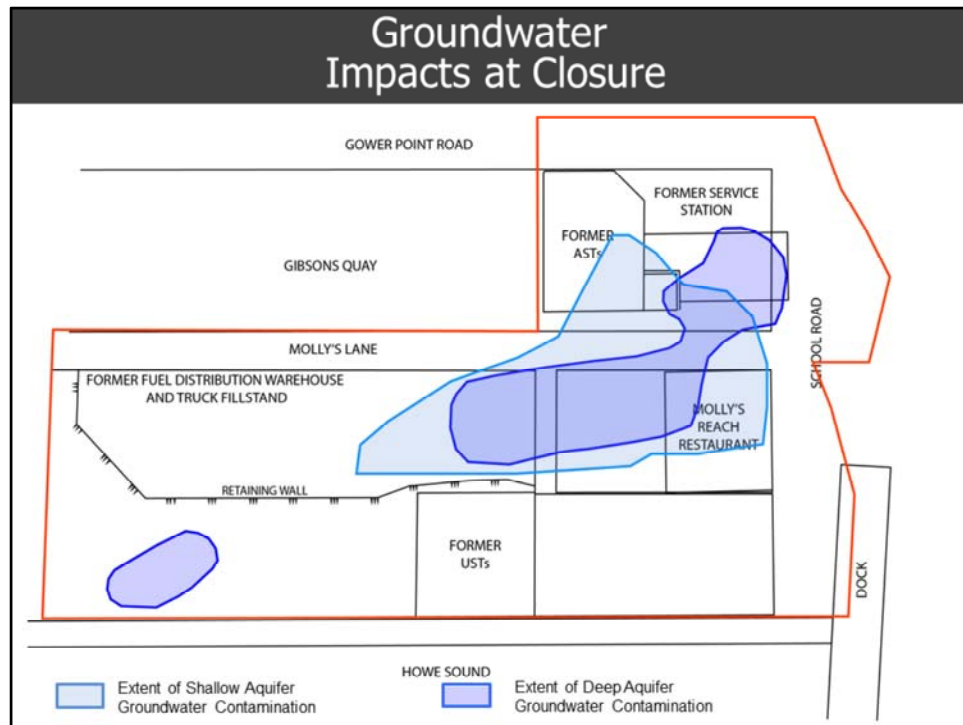 Groundwater
Impacts at Closure
GOWER POINT ROAD
FORMER SERVICE
STATION
FORMER
ASTs
GIBSONS QUAY
SCHOOL ROAD
MOLLY'S LANE
FORMER FUEL DISTRIBUTION WAREHOUSE
AND TRUCK FILLSTAND
MOLLY'S
REACH
RESTAURANT
RETAINING WALL
FORMER
USTs
DOCK
HOWE SOUND
Extent of Shallow Aquifer
Groundwater Contamination
Extent of Deep Aquifer
Groundwater Contamination